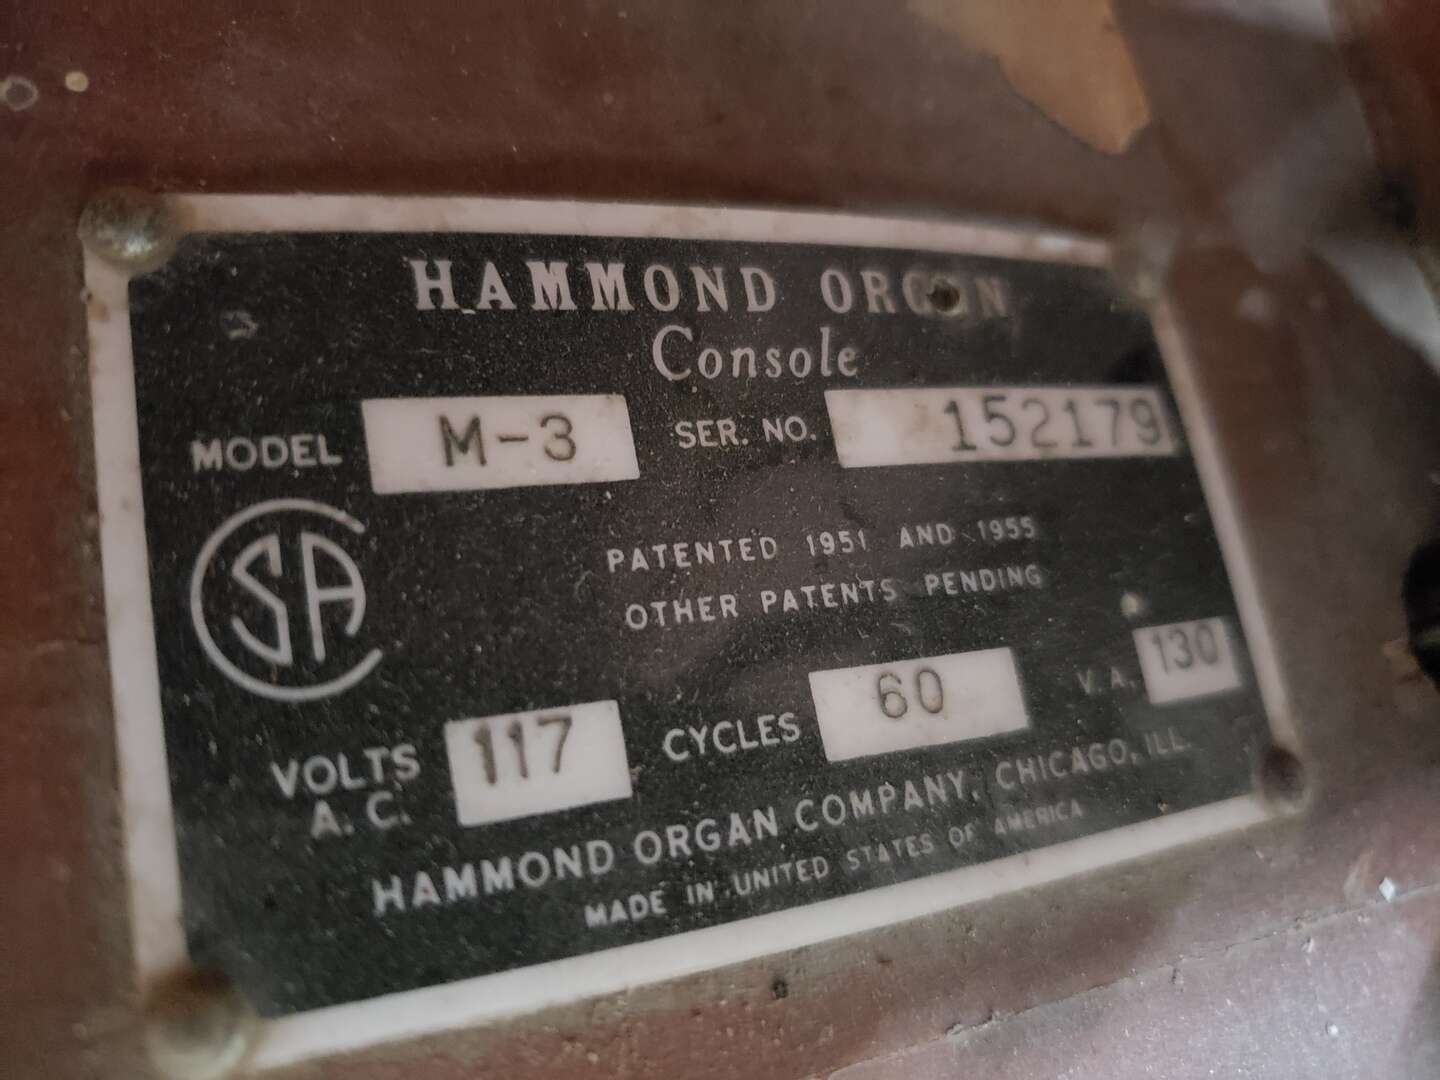 HAMMOND ORGAN
Console
MODEL M-3 SER. NO. 152179
CSA
PATENTED 1951 AND 1955
OTHER PATENTS PENDING
VOLTS A. C. 117 CYCLES 60 V. A. 130
HAMMOND ORGAN COMPANY, CHICAGO, ILL.
MADE IN UNITED STATES OF AMERICA